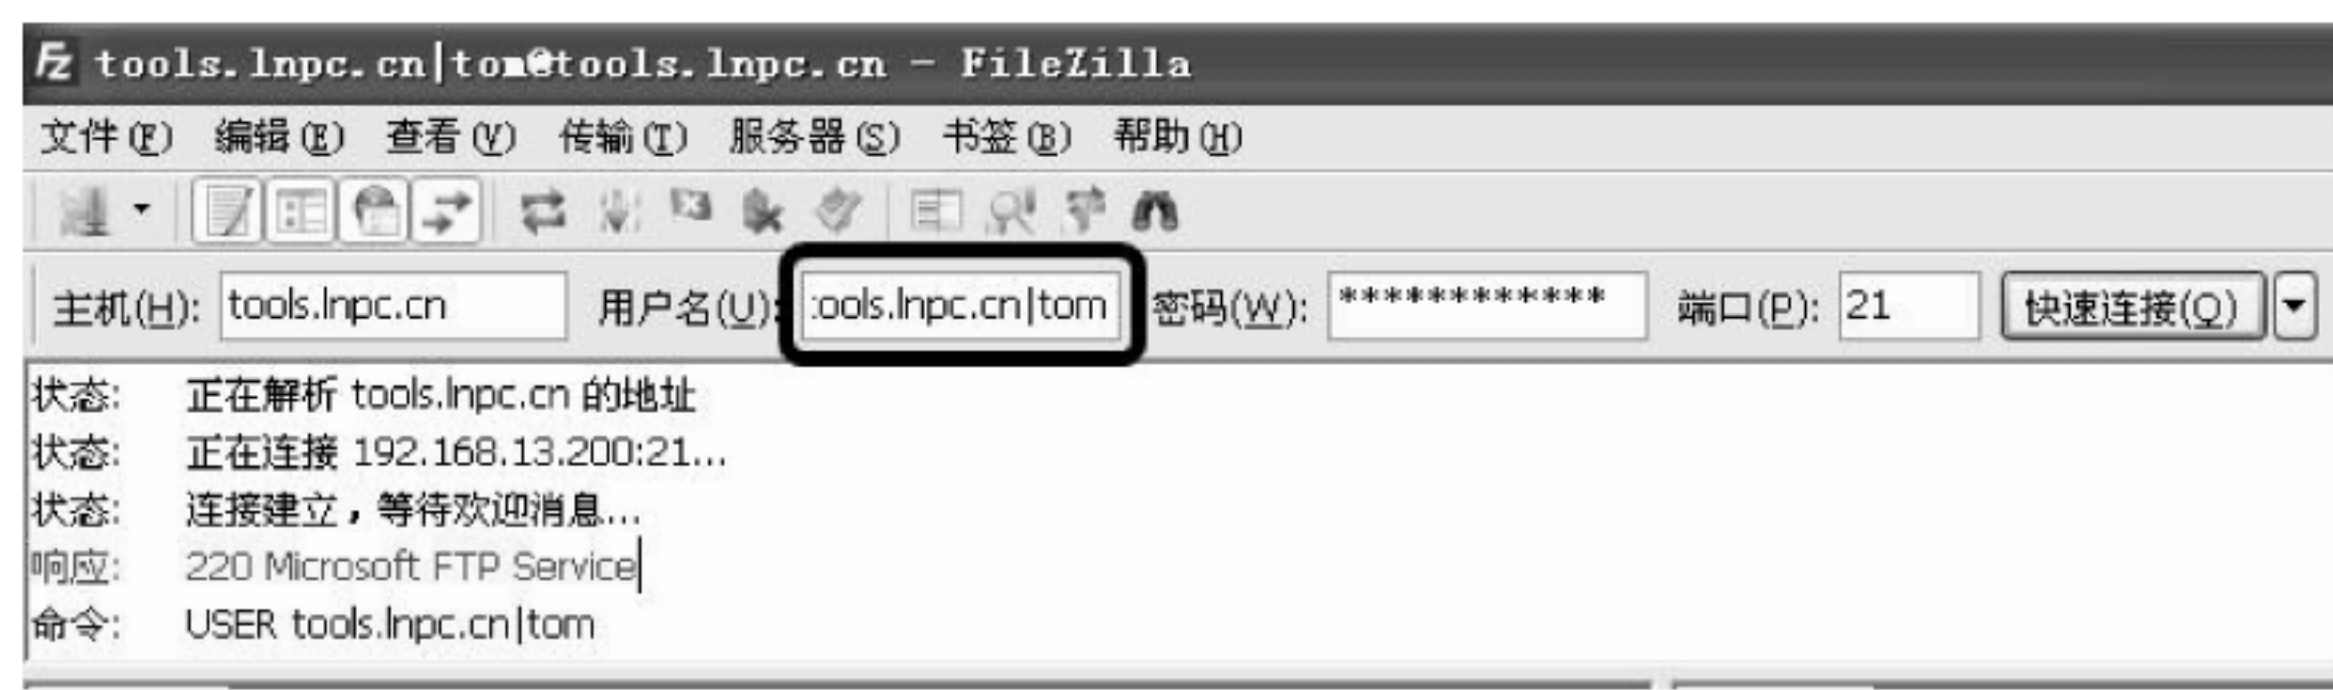 tools.lnpc.cn|tom@tools.lnpc.cn - FileZilla
文件(F) 编辑(E) 查看(V) 传输(T) 服务器(S) 书签(B) 帮助(H)
主机(H): tools.lnpc.cn 用户名(U): :ools.lnpc.cn|tom 密码(W): ************ 端口(P): 21 快速连接(Q)
状态: 正在解析 tools.lnpc.cn 的地址
状态: 正在连接 192.168.13.200:21...
状态: 连接建立，等待欢迎消息...
响应: 220 Microsoft FTP Service
命令: USER tools.lnpc.cn|tom